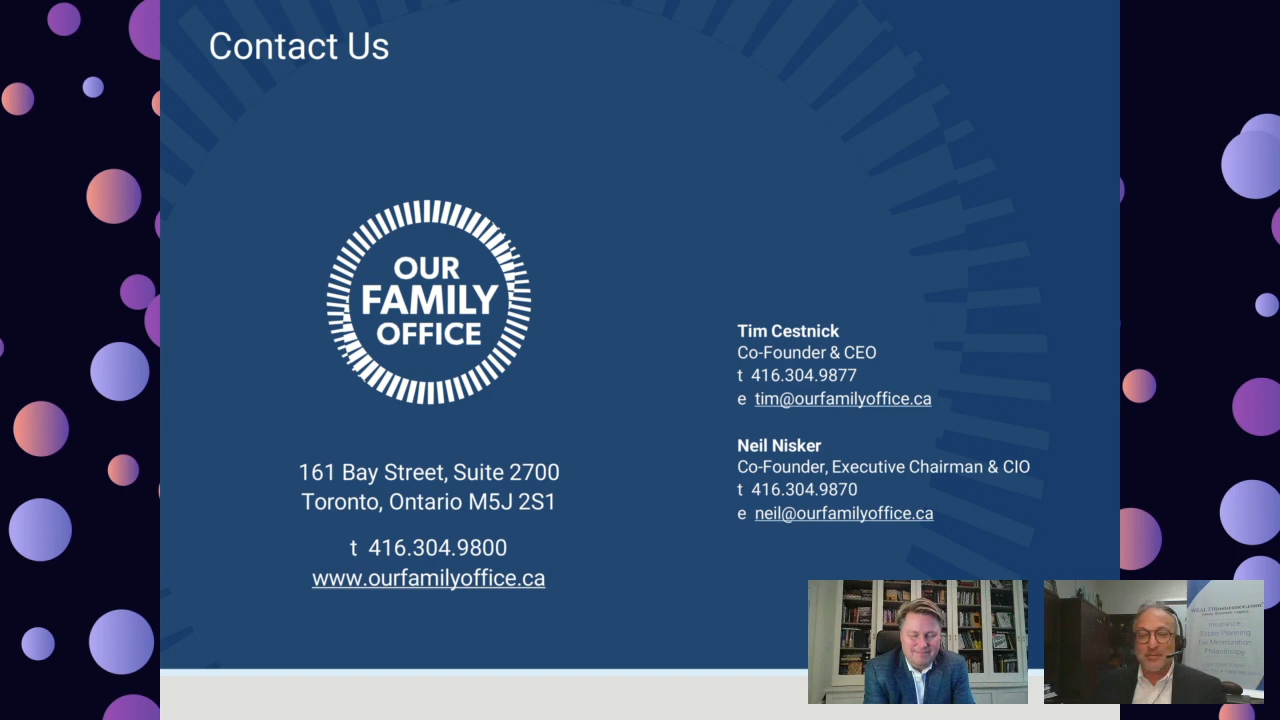 Contact Us
OUR
FAMILY
OFFICE
161 Bay Street, Suite 2700
Toronto, Ontario M5J 2S1
t 416.304.9800
www.ourfamilyoffice.ca
Tim Cestnick
Co-Founder & CEO
t 416.304.9877
e tim@ourfamilyoffice.ca
Neil Nisker
Co-Founder, Executive Chairman & CIO
t 416.304.9870
e neil@ourfamilyoffice.ca
WEALTHinsurance.com
Insurance
Estate Planning
Tax Minimization
Philanthropy